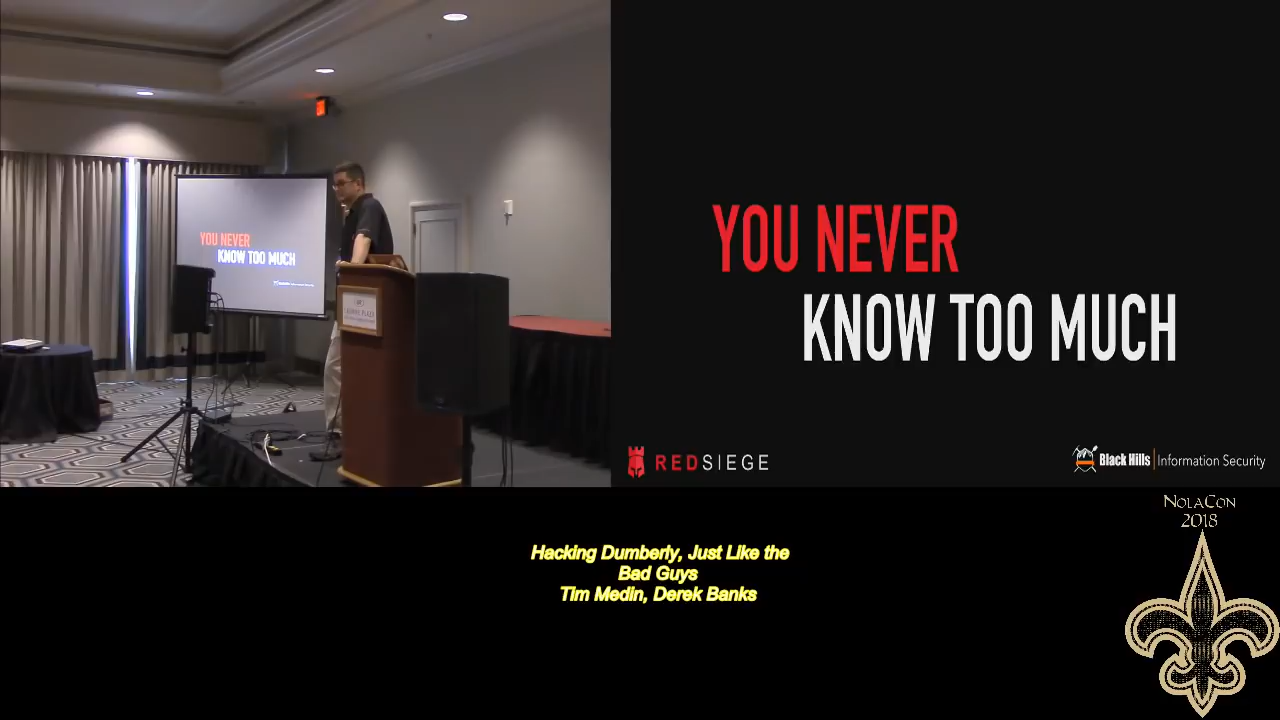 YOU NEVER
KNOW TOO MUCH
YOU NEVER
KNOW TOO MUCH
REDSIEGE
Black Hills Information Security
NOLACON
2018
Hacking Dumberly, Just Like the
Bad Guys
Tim Medin, Derek Banks